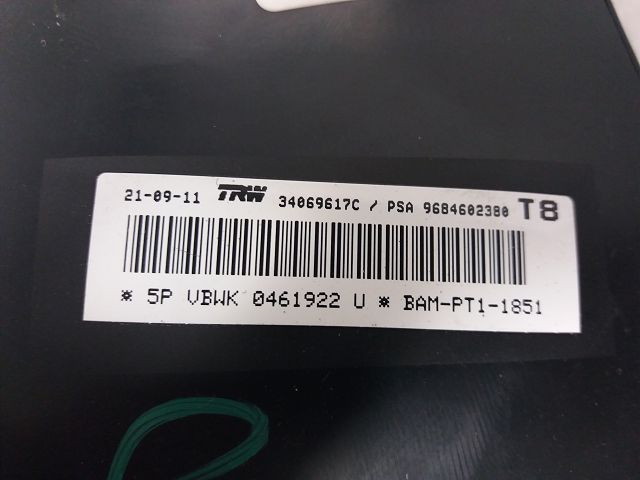 21-09-11 TRW 34069617C / PSA 9684602380 T8
* 5P VBWK 0461922 U * BAM-PT1-1851